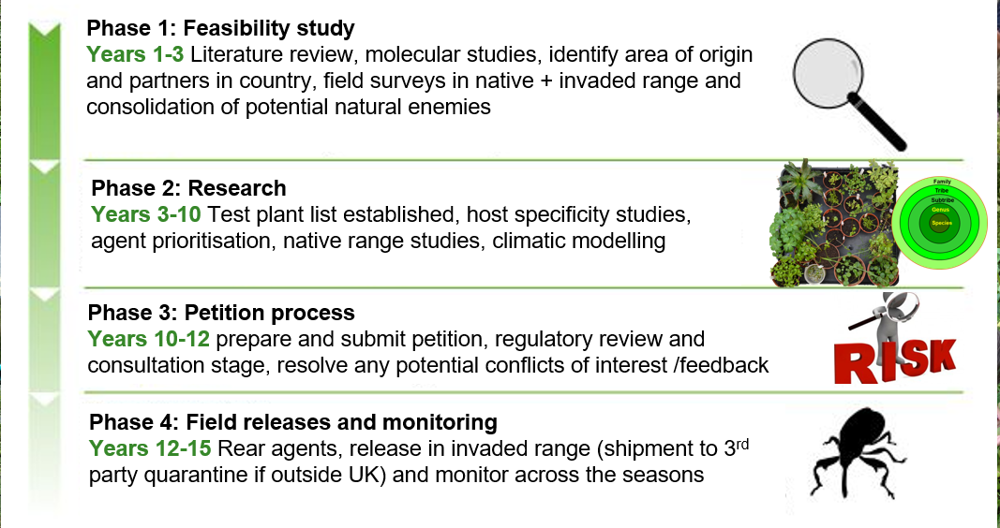 Phase 1: Feasibility study
Years 1-3 Literature review, molecular studies, identify area of origin
and partners in country, field surveys in native + invaded range and
consolidation of potential natural enemies
Phase 2: Research
Years 3-10 Test plant list established, host specificity studies,
agent prioritisation, native range studies, climatic modelling
Family
Tribe
Subtribe
Genus
Species
Phase 3: Petition process
Years 10-12 prepare and submit petition, regulatory review and
consultation stage, resolve any potential conflicts of interest /feedback
RISK
Phase 4: Field releases and monitoring
Years 12-15 Rear agents, release in invaded range (shipment to 3rd
party quarantine if outside UK) and monitor across the seasons